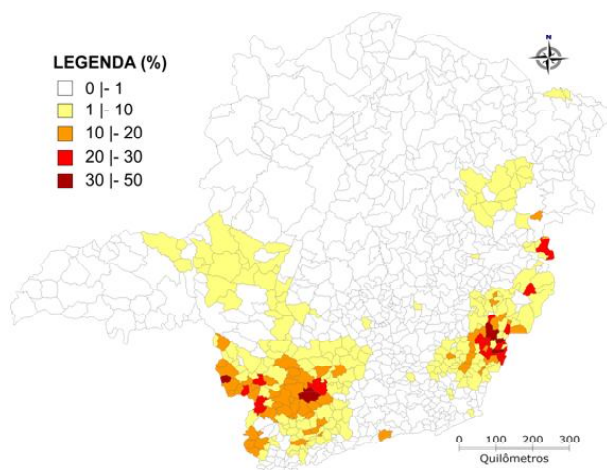 N
LEGENDA (%)
0 |- 1
1 |- 10
10 |- 20
20 |- 30
30 |- 50
0 100 200 300
Quilômetros